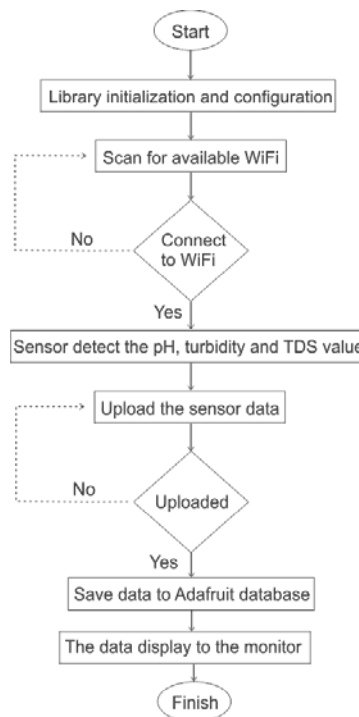 Start
Library initialization and configuration
Scan for available WiFi
No
Connect
to WiFi
Yes
Sensor detect the pH, turbidity and TDS value
Upload the sensor data
No
Uploaded
Yes
Save data to Adafruit database
The data display to the monitor
Finish